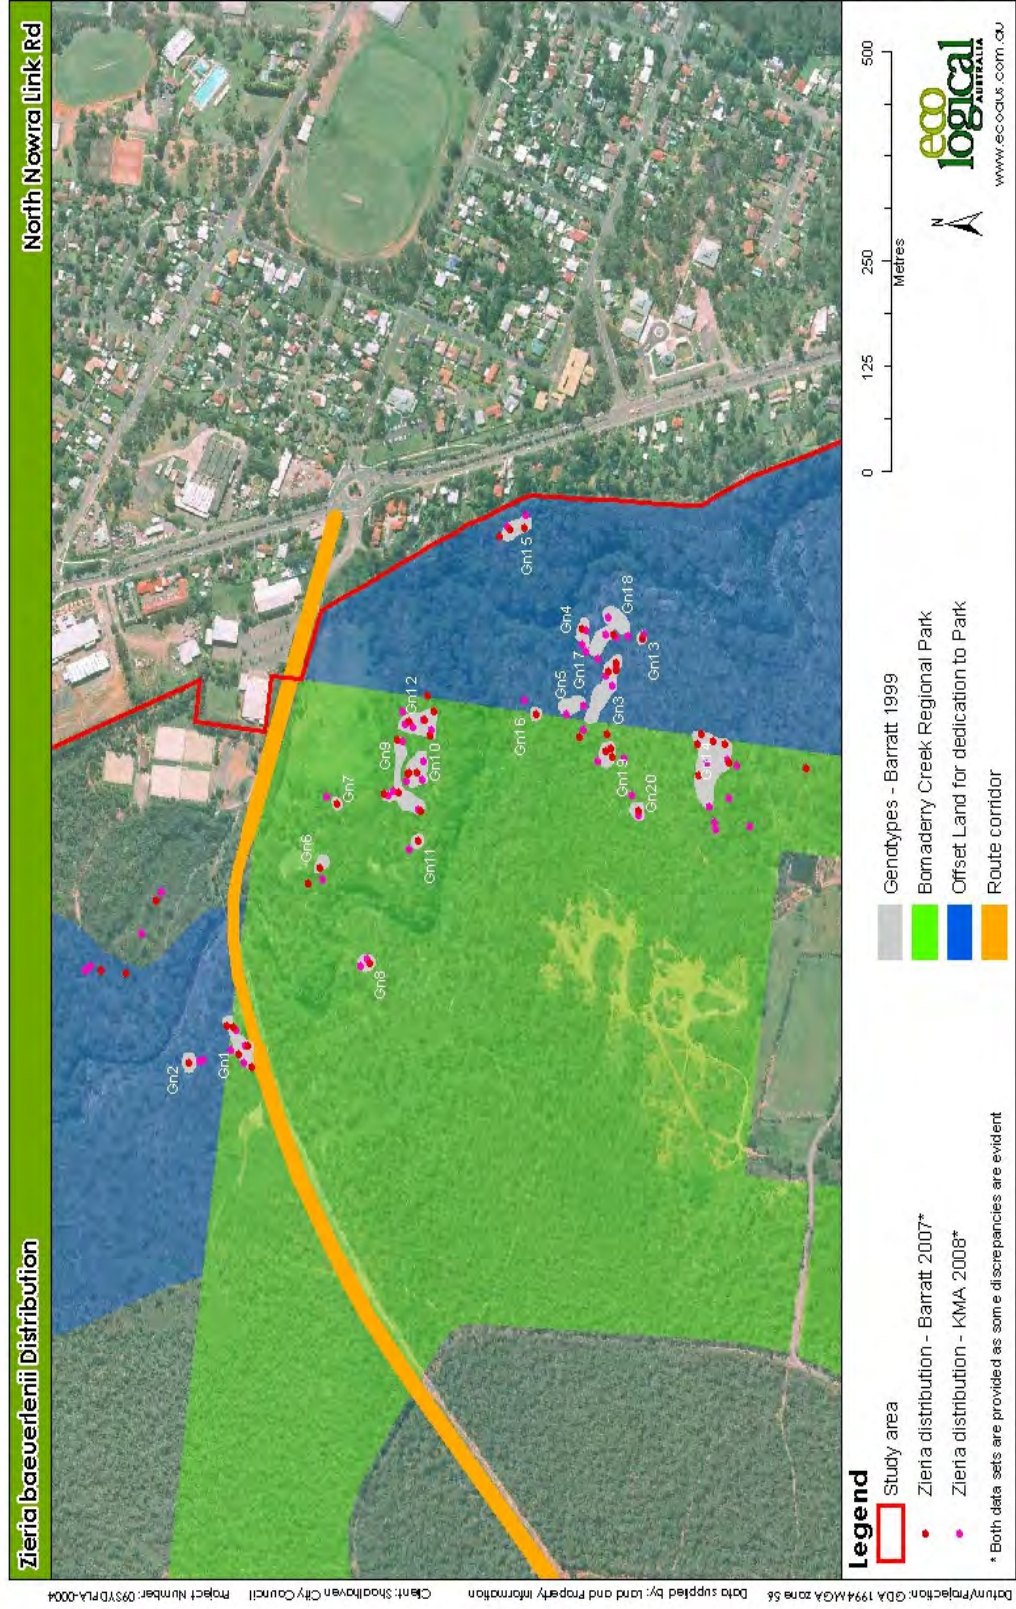 Zieria baeuerlenii Distribution
North Nowra Link Rd
Gn2
Gn1
Gn6
Gn7
Gn8
Gn9
Gn12
Gn10
Gn11
Gn15
Gn16
Gn5
Gn4
Gn17
Gn18
Gn3
Gn13
Gn19
Gn20
Gn14
Legend
Study area
Zieria distribution - Barratt 2007*
Zieria distribution - KMA 2008*
* Both data sets are provided as some discrepancies are evident
Genotypes - Barratt 1999
Bomaderry Creek Regional Park
Offset Land for dedication to Park
Route corridor
0 125 250 500
Metres
N
eco
logical
AUSTRALIA
www.ecoaus.com.au
Datum/Projection: GDA 1994 MGA zone 56
Data supplied by: Land and Property Information
Client: Shoalhaven City Council
Project Number: 093SYDPLA-0004